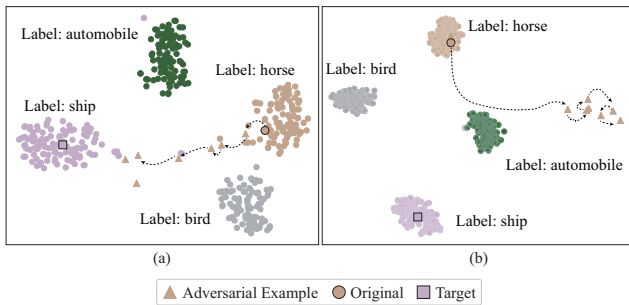 Label: automobile
Label: horse
Label: ship
Label: bird
(a)
Label: horse
Label: bird
Label: automobile
Label: ship
(b)
Adversarial Example Original Target